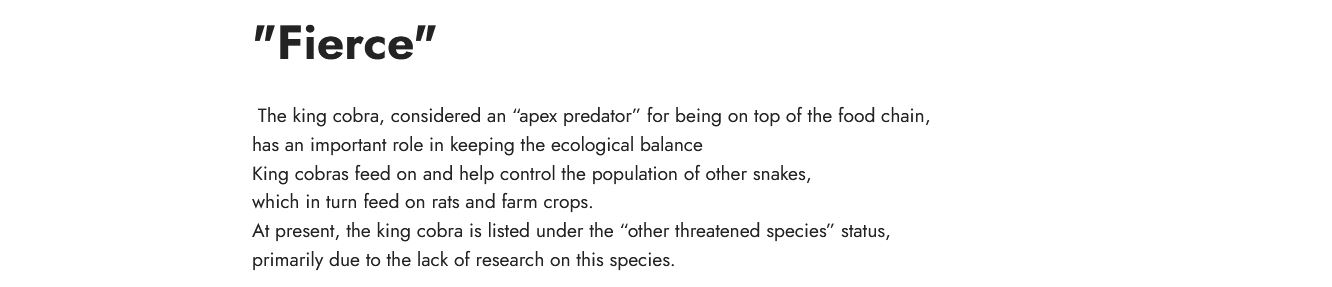 "Fierce"
The king cobra, considered an “apex predator” for being on top of the food chain,
has an important role in keeping the ecological balance
King cobras feed on and help control the population of other snakes,
which in turn feed on rats and farm crops.
At present, the king cobra is listed under the “other threatened species” status,
primarily due to the lack of research on this species.